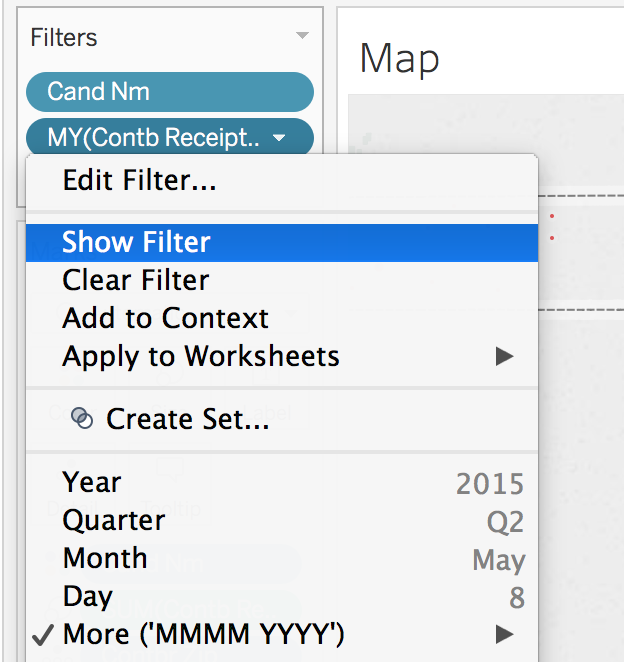 Filters
Map
Cand Nm
MY(Contb Receipt..
Edit Filter...
Show Filter
Clear Filter
Add to Context
Apply to Worksheets
Create Set...
Year 2015
Quarter Q2
Month May
Day 8
More ('MMMM YYYY')